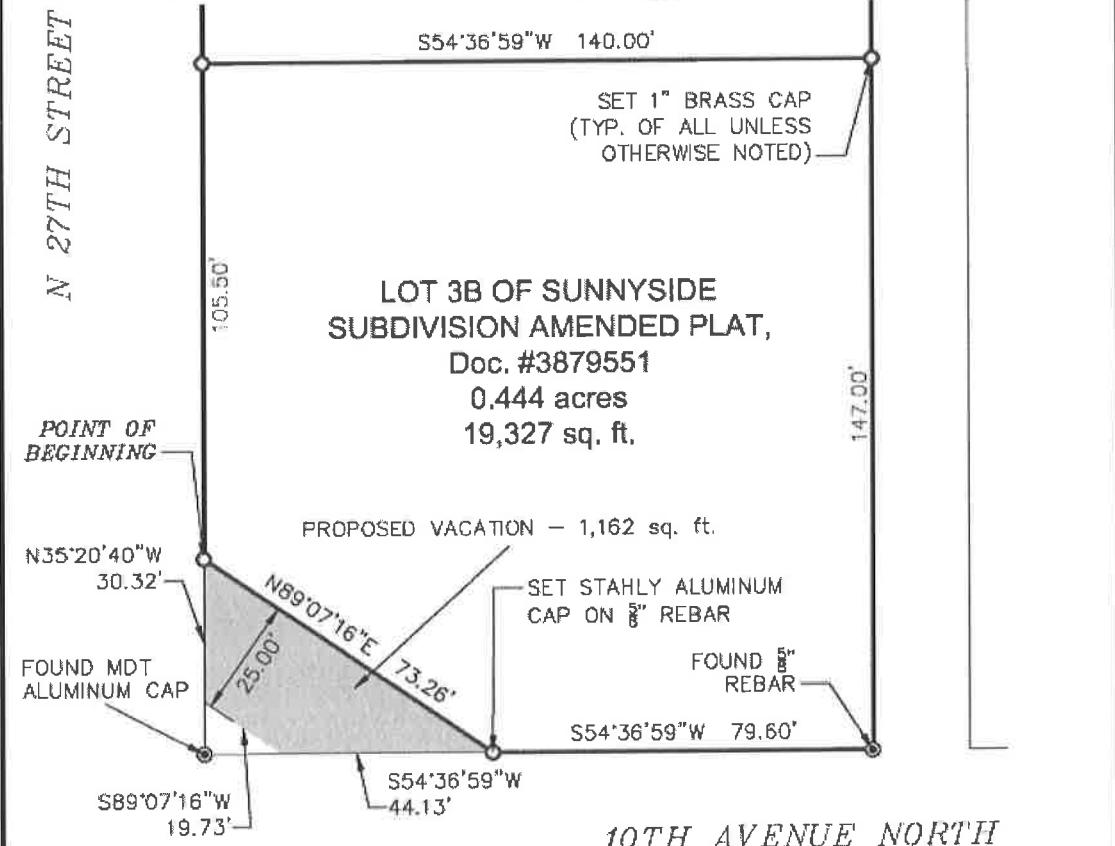 N 27TH STREET
S54°36'59"W 140.00'
SET 1" BRASS CAP
(TYP. OF ALL UNLESS
OTHERWISE NOTED)
105.50'
LOT 3B OF SUNNYSIDE
SUBDIVISION AMENDED PLAT,
Doc. #3879551
0.444 acres
19,327 sq. ft.
147.00'
POINT OF
BEGINNING
PROPOSED VACATION – 1,162 sq. ft.
N35°20'40"W
30.32'
N89°07'16"E 73.26'
25.00'
SET STAHLY ALUMINUM
CAP ON ⅝" REBAR
FOUND MDT
ALUMINUM CAP
FOUND ⅝"
REBAR
S54°36'59"W 79.60'
S54°36'59"W
44.13'
S89°07'16"W
19.73'
10TH AVENUE NORTH